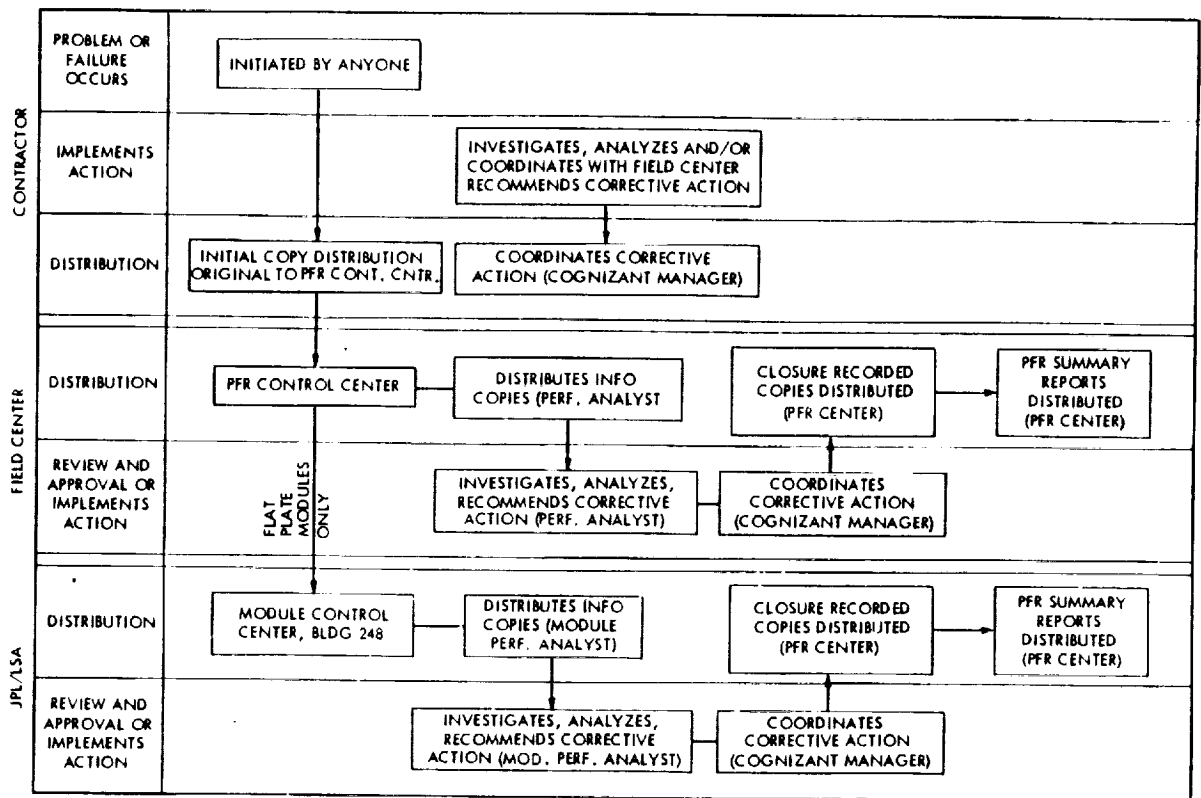 CONTRACTOR
PROBLEM OR
FAILURE
OCCURS
INITIATED BY ANYONE
IMPLEMENTS
ACTION
INVESTIGATES, ANALYZES AND/OR
COORDINATES WITH FIELD CENTER
RECOMMENDS CORRECTIVE ACTION
DISTRIBUTION
INITIAL COPY DISTRIBUTION
ORIGINAL TO PFR CONT. CNTR.
COORDINATES CORRECTIVE
ACTION (COGNIZANT MANAGER)
FIELD CENTER
DISTRIBUTION
PFR CONTROL CENTER
DISTRIBUTES INFO
COPIES (PERF. ANALYST
CLOSURE RECORDED
COPIES DISTRIBUTED
(PFR CENTER)
PFR SUMMARY
REPORTS
DISTRIBUTED
(PFR CENTER)
REVIEW AND
APPROVAL OR
IMPLEMENTS
ACTION
FLAT
PLATE
MODULES
ONLY
INVESTIGATES, ANALYZES,
RECOMMENDS CORRECTIVE
ACTION (PERF. ANALYST)
COORDINATES
CORRECTIVE ACTION
(COGNIZANT MANAGER)
JPL/LSA
DISTRIBUTION
MODULE CONTROL
CENTER, BLDG 248
DISTRIBUTES INFO
COPIES (MODULE
PERF. ANALYST)
CLOSURE RECORDED
COPIES DISTRIBUTED
(PFR CENTER)
PFR SUMMARY
REPORTS
DISTRIBUTED
(PFR CENTER)
REVIEW AND
APPROVAL OR
IMPLEMENTS
ACTION
INVESTIGATES, ANALYZES,
RECOMMENDS CORRECTIVE
ACTION (MOD. PERF. ANALYST)
COORDINATES
CORRECTIVE ACTION
(COGNIZANT MANAGER)